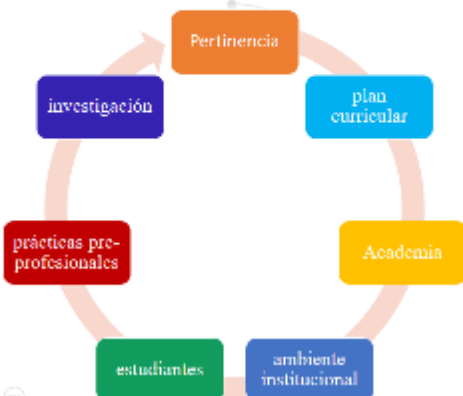 Pertinencia
plan
curricular
Academia
ambiente
institucional
estudiantes
prácticas pre-
profesionales
investigación